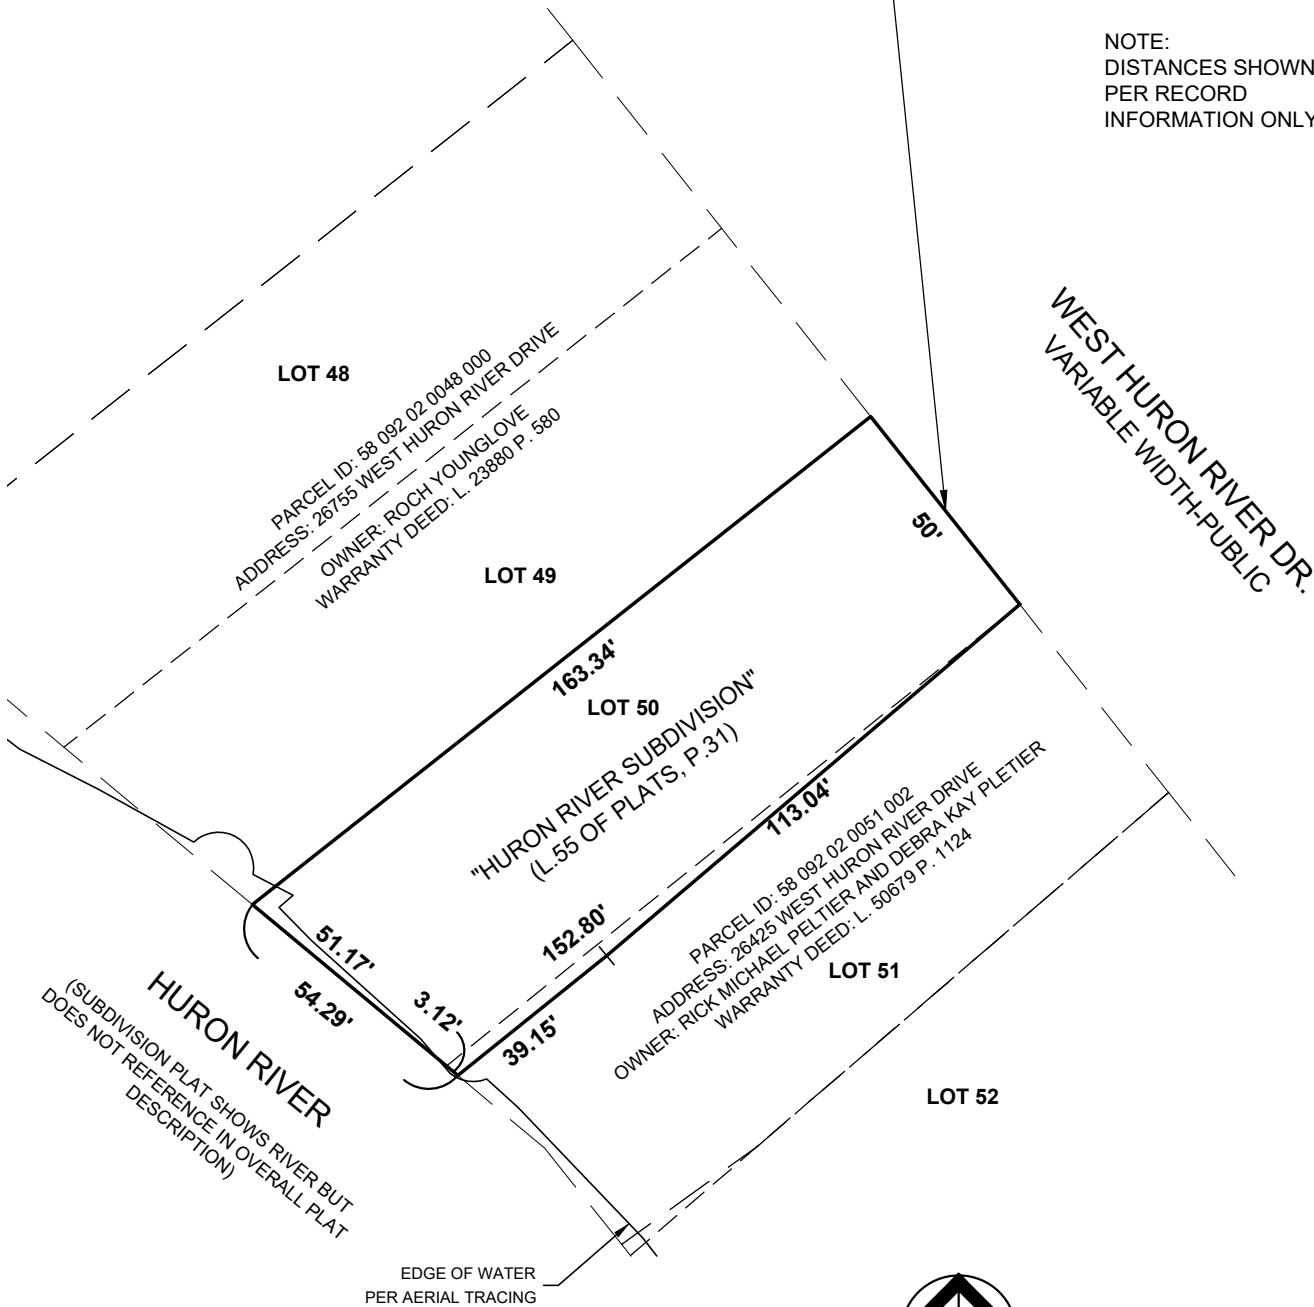 NOTE:
DISTANCES SHOWN
PER RECORD
INFORMATION ONLY
WEST HURON RIVER DR.
VARIABLE WIDTH-PUBLIC
LOT 48
PARCEL ID: 58 092 02 0048 000
ADDRESS: 26755 WEST HURON RIVER DRIVE
OWNER: ROCH YOUNGLOVE
WARRANTY DEED: L. 23880 P. 580
LOT 49
50'
163.34'
LOT 50
"HURON RIVER SUBDIVISION"
(L.55 OF PLATS, P.31)
113.04'
152.80'
39.15'
51.17'
54.29'
3.12'
PARCEL ID: 58 092 02 0051 002
ADDRESS: 26425 WEST HURON RIVER DRIVE
OWNER: RICK MICHAEL PELTIER AND DEBRA KAY PLETIER
WARRANTY DEED: L. 50679 P. 1124
LOT 51
LOT 52
HURON RIVER
(SUBDIVISION PLAT SHOWS RIVER BUT
DOES NOT REFERENCE IN OVERALL PLAT
DESCRIPTION)
EDGE OF WATER
PER AERIAL TRACING